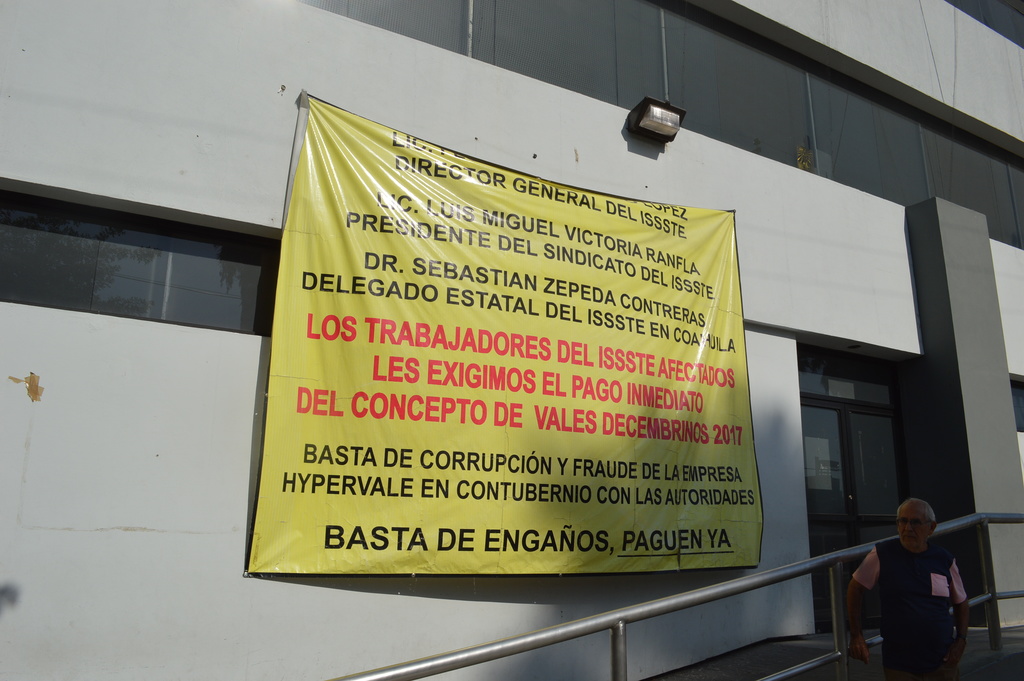 LIC. LOPEZ
DIRECTOR GENERAL DEL ISSSTE
LIC. LUIS MIGUEL VICTORIA RANFLA
PRESIDENTE DEL SINDICATO DEL ISSSTE
DR. SEBASTIAN ZEPEDA CONTRERAS
DELEGADO ESTATAL DEL ISSSTE EN COAHUILA
LOS TRABAJADORES DEL ISSSTE AFECTADOS
LES EXIGIMOS EL PAGO INMEDIATO
DEL CONCEPTO DE VALES DECEMBRINOS 2017
BASTA DE CORRUPCIÓN Y FRAUDE DE LA EMPRESA
HYPERVALE EN CONTUBERNIO CON LAS AUTORIDADES
BASTA DE ENGAÑOS, PAGUEN YA